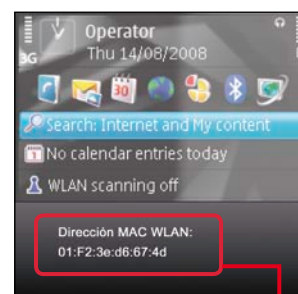 Operator
3G
Thu 14/08/2008
30
Search: Internet and My content
No calendar entries today
WLAN scanning off
Dirección MAC WLAN:
01:F2:3e:d6:67:4d